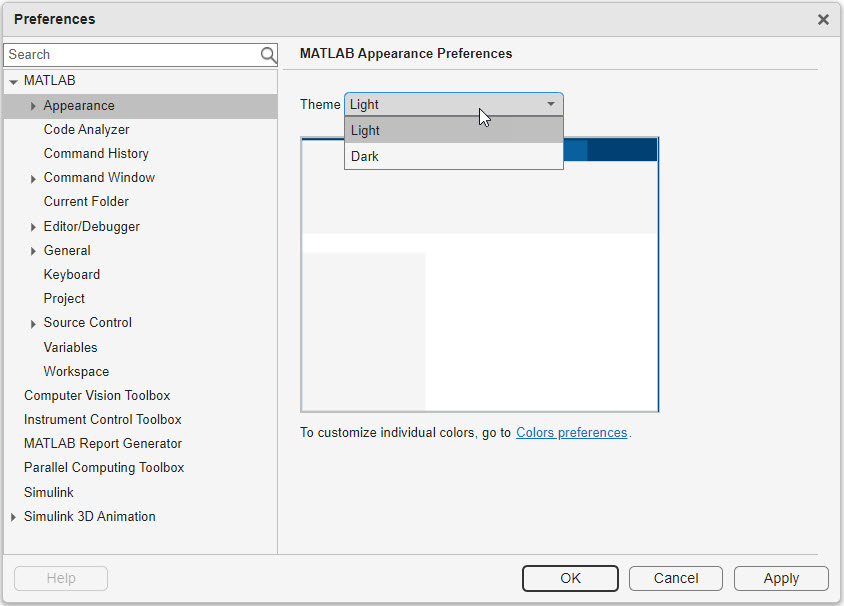 Preferences
Search
MATLAB
Appearance
Code Analyzer
Command History
Command Window
Current Folder
Editor/Debugger
General
Keyboard
Project
Source Control
Variables
Workspace
Computer Vision Toolbox
Instrument Control Toolbox
MATLAB Report Generator
Parallel Computing Toolbox
Simulink
Simulink 3D Animation
MATLAB Appearance Preferences
Theme Light
Light
Dark
To customize individual colors, go to Colors preferences.
Help
OK
Cancel
Apply